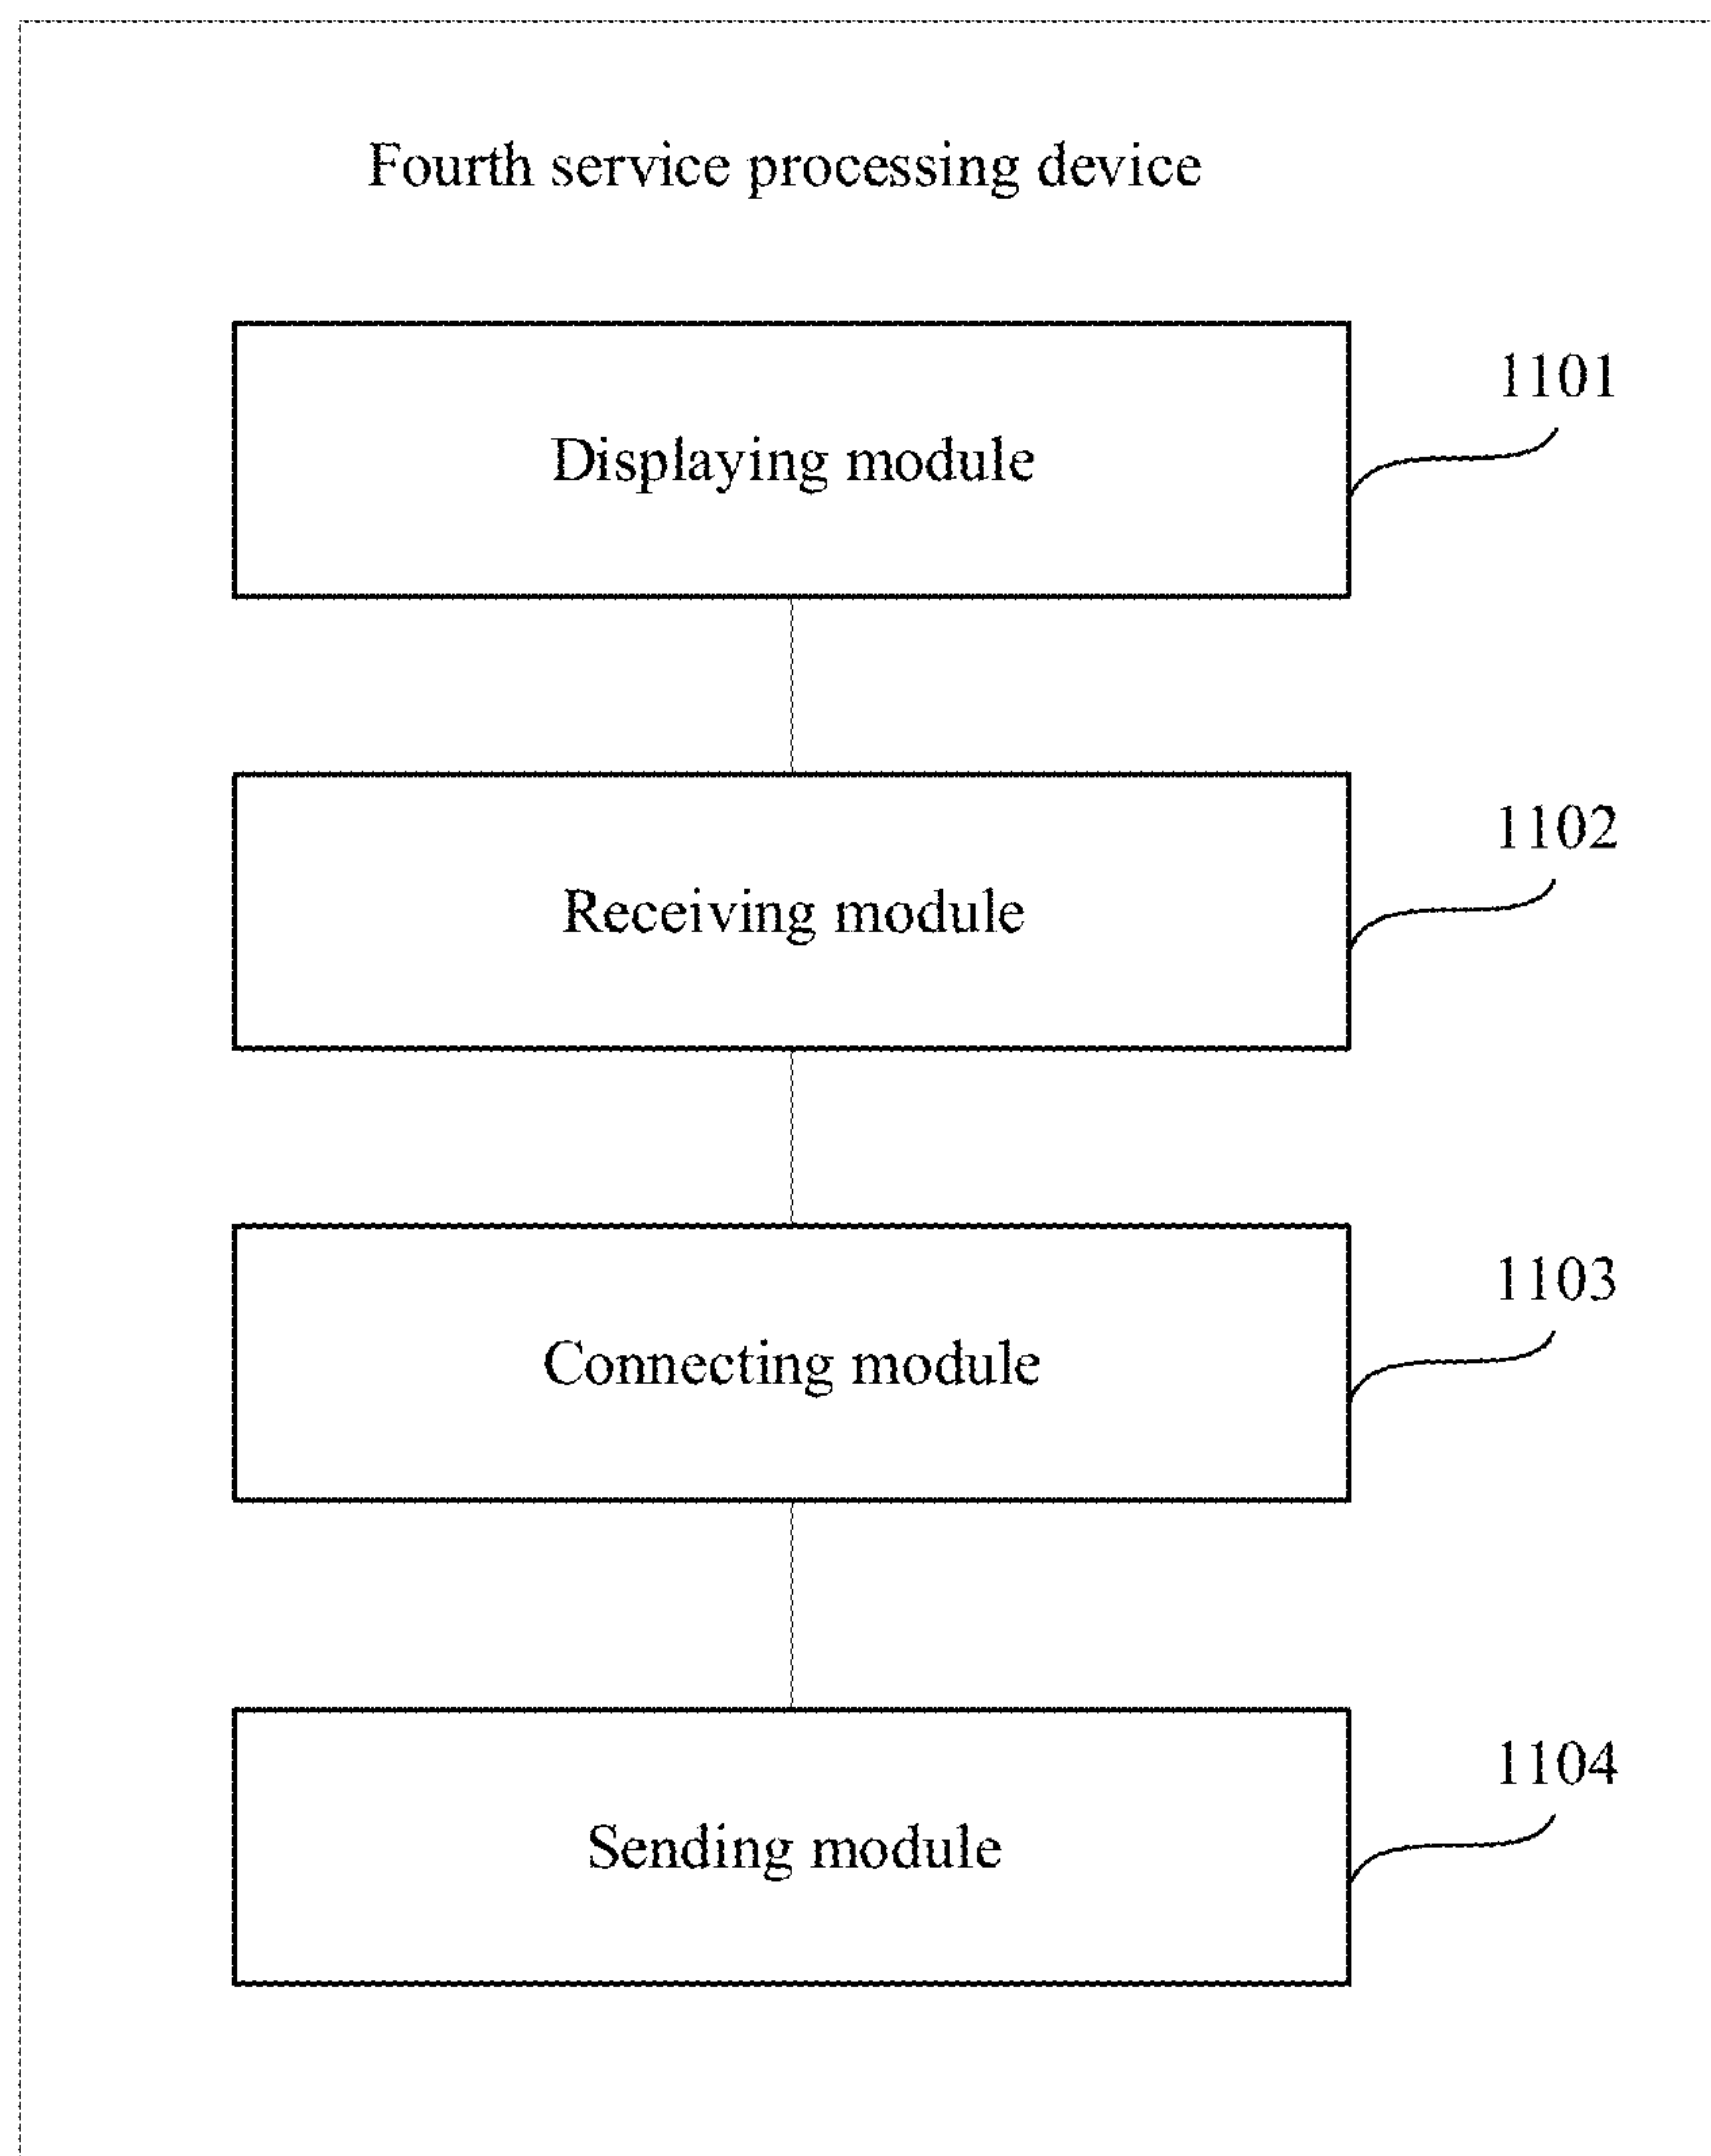 Fourth service processing device
1101
Displaying module
1102
Receiving module
1103
Connecting module
1104
Sending module